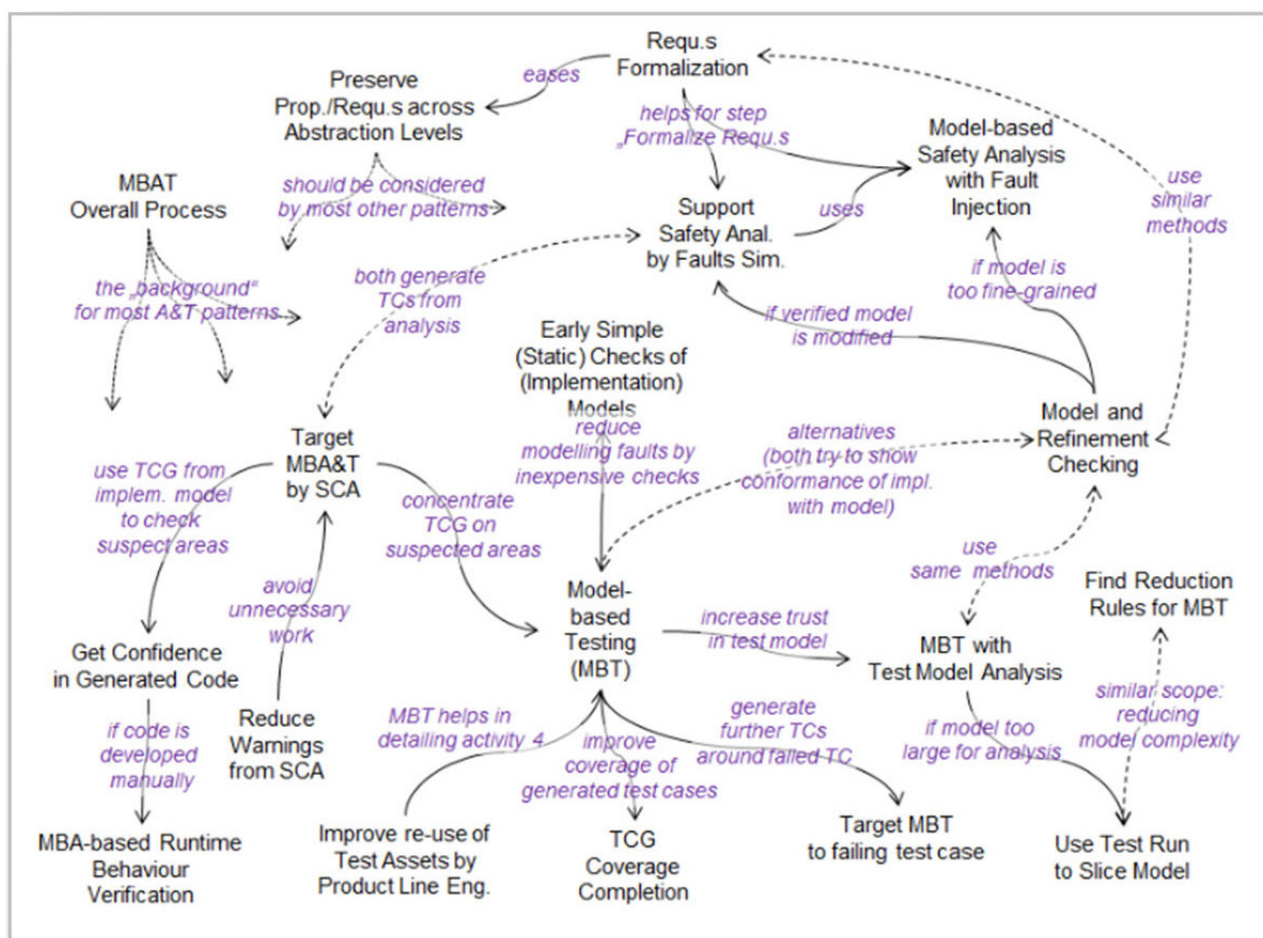 Requ.s
Formalization
eases
Preserve
Prop./Requ.s across
Abstraction Levels
helps for step
„Formalize Requ.s
Model-based
Safety Analysis
with Fault
Injection
MBAT
Overall Process
should be considered
by most other patterns
use
similar
methods
Support
Safety Anal.
by Faults Sim.
uses
the „background“
for most A&T patterns
both generate
TCs from
analysis
if model is
too fine-grained
if verified model
is modified
Early Simple
(Static) Checks of
(Implementation)
Models
reduce
modelling faults by
inexpensive checks
Target
MBA&T
by SCA
alternatives
(both try to show
conformance of impl.
with model)
Model and
Refinement
Checking
use TCG from
implem. model
to check
suspect areas
concentrate
TCG on
suspected areas
avoid
unnecessary
work
use
same methods
Model-
based
Testing
(MBT)
increase trust
in test model
Find Reduction
Rules for MBT
MBT with
Test Model Analysis
Get Confidence
in Generated Code
Reduce
Warnings
from SCA
if code is
developed
manually
MBT helps in
detailing activity 4
improve
coverage of
generated test cases
generate
further TCs
around failed TC
if model too
large for analysis
similar scope:
reducing
model complexity
MBA-based Runtime
Behaviour
Verification
Improve re-use of
Test Assets by
Product Line Eng.
TCG
Coverage
Completion
Target MBT
to failing test case
Use Test Run
to Slice Model